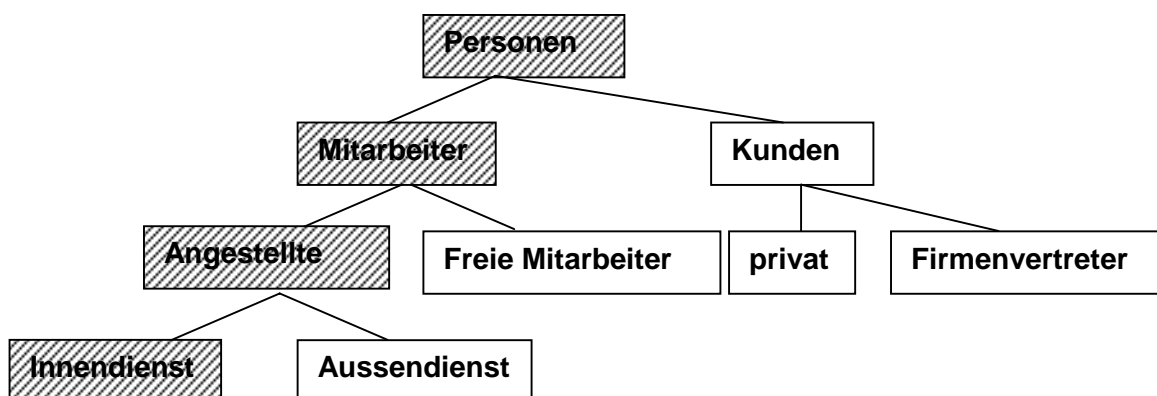 Personen
Mitarbeiter
Kunden
Angestellte
Freie Mitarbeiter
privat
Firmenvertreter
Innendienst
Aussendienst